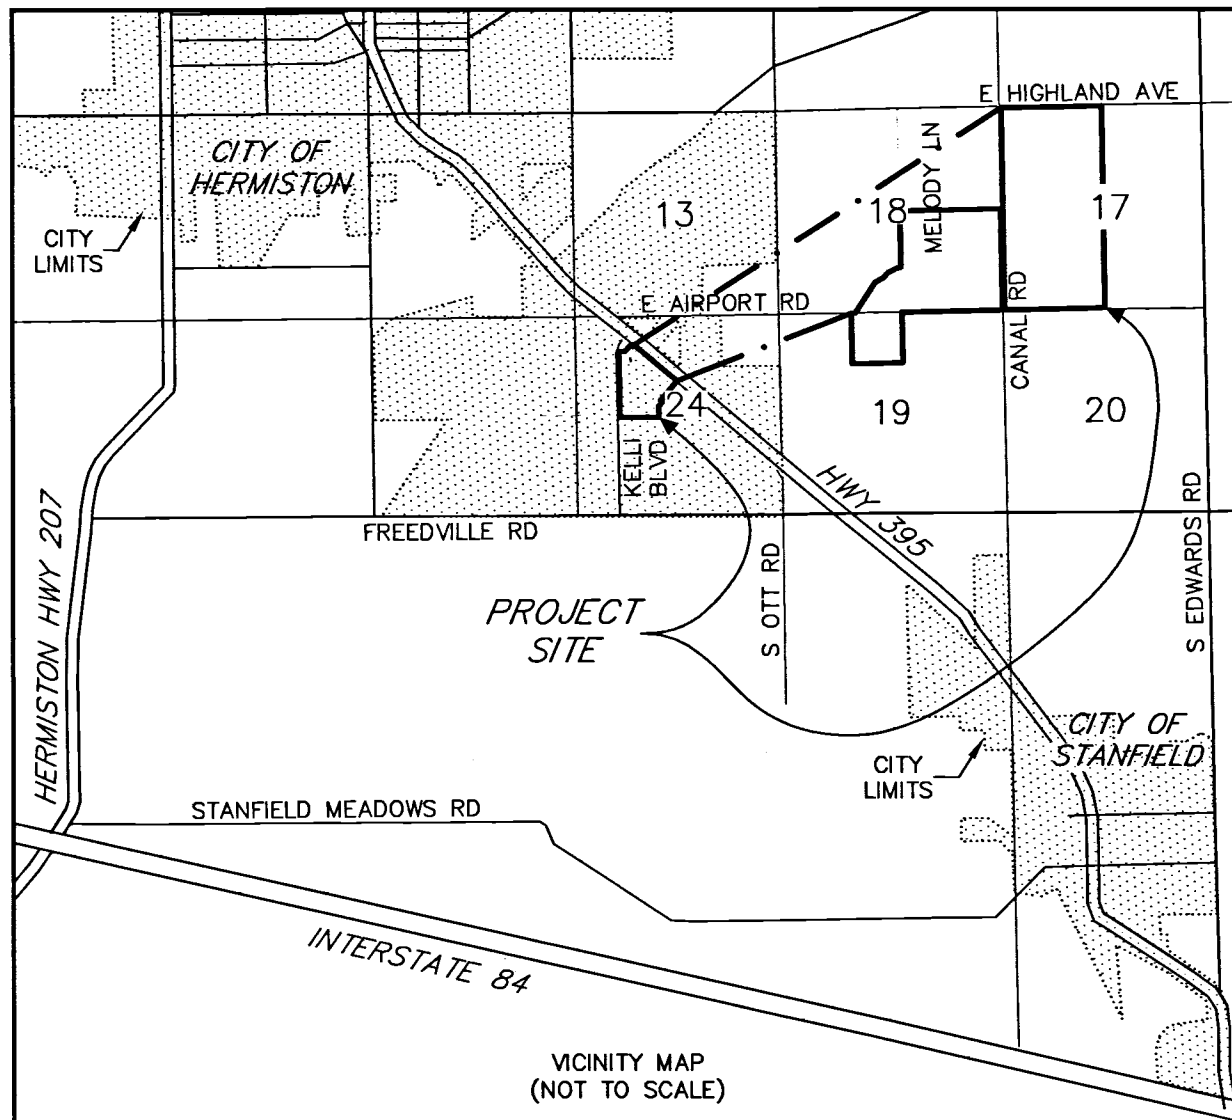 E HIGHLAND AVE
CITY OF
HERMISTON
MELODY LN
13
18
17
CITY
LIMITS
E AIRPORT RD
CANAL RD
24
19
20
KELLI
BLVD
HWY 395
FREEDVILLE RD
S OTT RD
S EDWARDS RD
HERMISTON HWY 207
PROJECT
SITE
CITY OF
STANFIELD
CITY
LIMITS
STANFIELD MEADOWS RD
INTERSTATE 84
VICINITY MAP
(NOT TO SCALE)